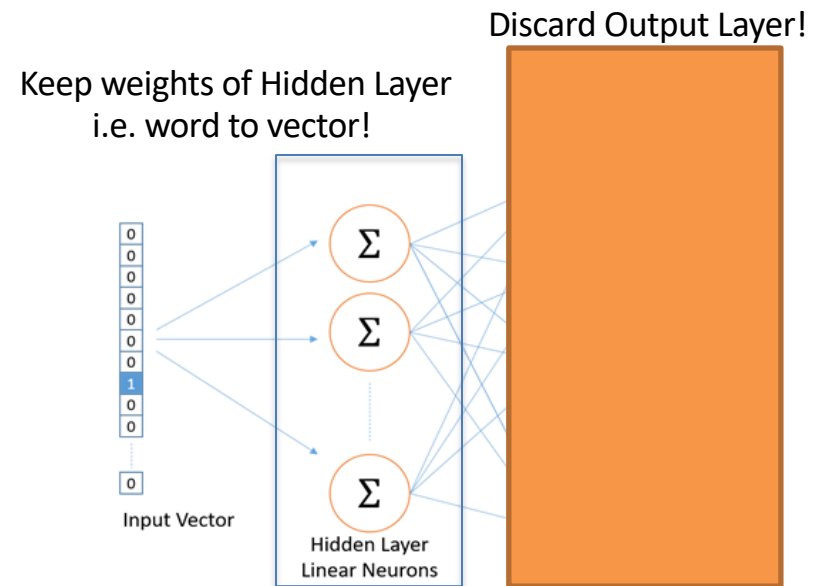 Discard Output Layer!
Keep weights of Hidden Layer
i.e. word to vector!
0
0
0
0
0
0
0
1
0
0
0
Σ
Σ
Σ
Input Vector
Hidden Layer
Linear Neurons